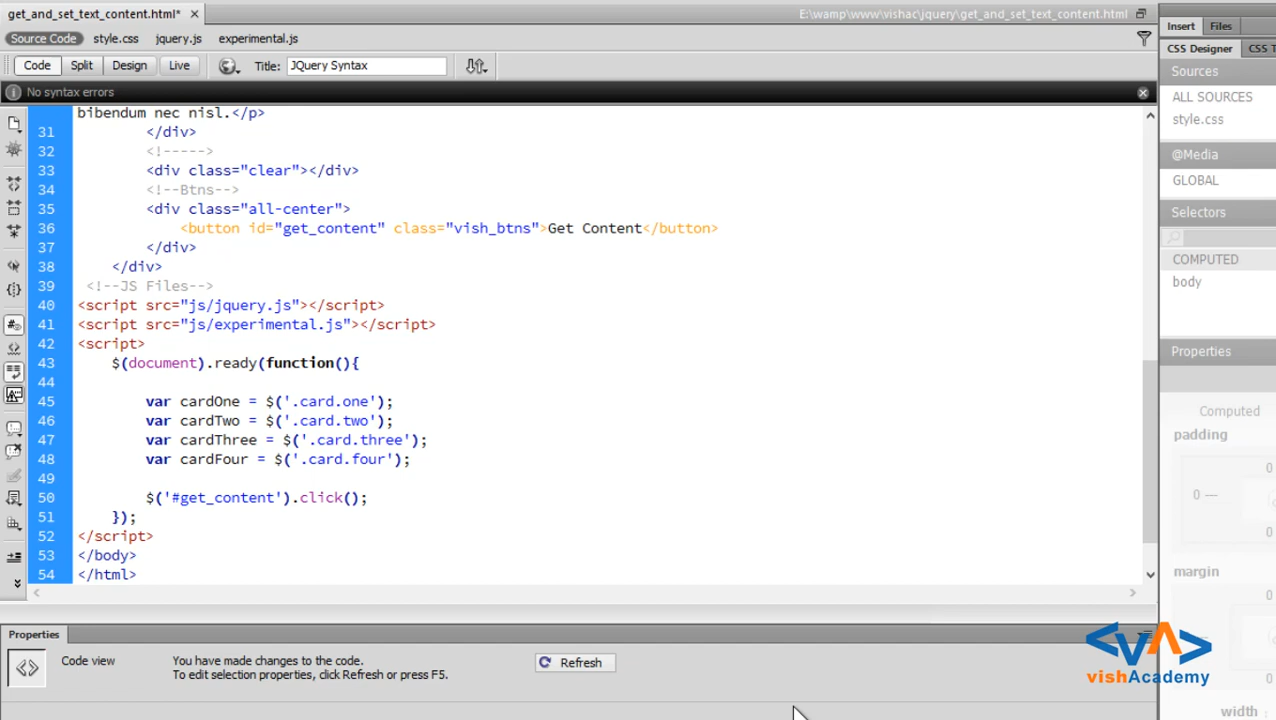 get_and_set_text_content.html* ×
E:\wamp\www\vishac\jquery\get_and_set_text_content.html
Source Code style.css jquery.js experimental.js
Code Split Design Live Title: JQuery Syntax
No syntax errors
bibendum nec nisl.</p>
31 </div>
32 <!----->
33 <div class="clear"></div>
34 <!--Btns-->
35 <div class="all-center">
36 <button id="get_content" class="vish_btns">Get Content</button>
37 </div>
38 </div>
39 <!--JS Files-->
40 <script src="js/jquery.js"></script>
41 <script src="js/experimental.js"></script>
42 <script>
43 $(document).ready(function(){
44
45 var cardOne = $('.card.one');
46 var cardTwo = $('.card.two');
47 var cardThree = $('.card.three');
48 var cardFour = $('.card.four');
49
50 $('#get_content').click();
51 });
52 </script>
53 </body>
54 </html>
Properties
Code view
You have made changes to the code.
To edit selection properties, click Refresh or press F5.
Refresh
Insert Files
CSS Designer CSS T
Sources
ALL SOURCES
style.css
@Media
GLOBAL
Selectors
COMPUTED
body
Properties
Computed
padding
0
0
0
margin
0
0
width
vishAcademy